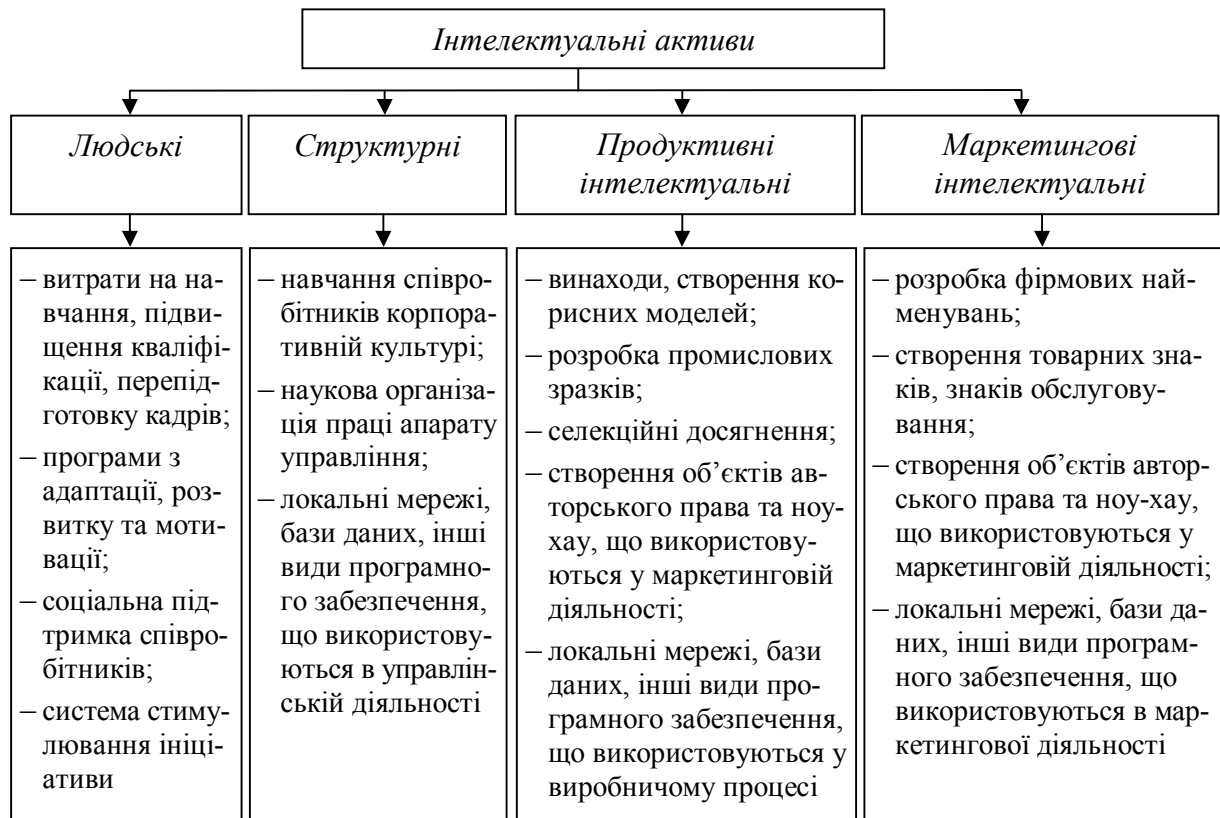 Інтелектуальні активи
Людські
Структурні
Продуктивні
інтелектуальні
Маркетингові
інтелектуальні
– витрати на на-
вчання, підви-
щення кваліфі-
кації, перепід-
готовку кадрів;
– програми з
адаптації, роз-
витку та моти-
вації;
– соціальна під-
тримка співро-
бітників;
– система стиму-
лювання ініці-
ативи
– навчання співро-
бітників корпора-
тивній культурі;
– наукова організа-
ція праці апарату
управління;
– локальні мережі,
бази даних, інші
види програмно-
го забезпечення,
що використову-
ються в управлін-
ській діяльності
– винаходи, створення ко-
рисних моделей;
– розробка промислових
зразків;
– селекційні досягнення;
– створення об’єктів ав-
торського права та ноу-
хау, що використову-
ються у маркетинговій
діяльності;
– локальні мережі, бази
даних, інші види про-
грамного забезпечення,
що використовуються у
виробничому процесі
– розробка фірмових най-
менувань;
– створення товарних зна-
ків, знаків обслугову-
вання;
– створення об’єктів автор-
ського права та ноу-хау,
що використовуються у
маркетинговій діяльності;
– локальні мережі, бази да-
них, інші види програм-
ного забезпечення, що
використовуються в мар-
кетингової діяльності